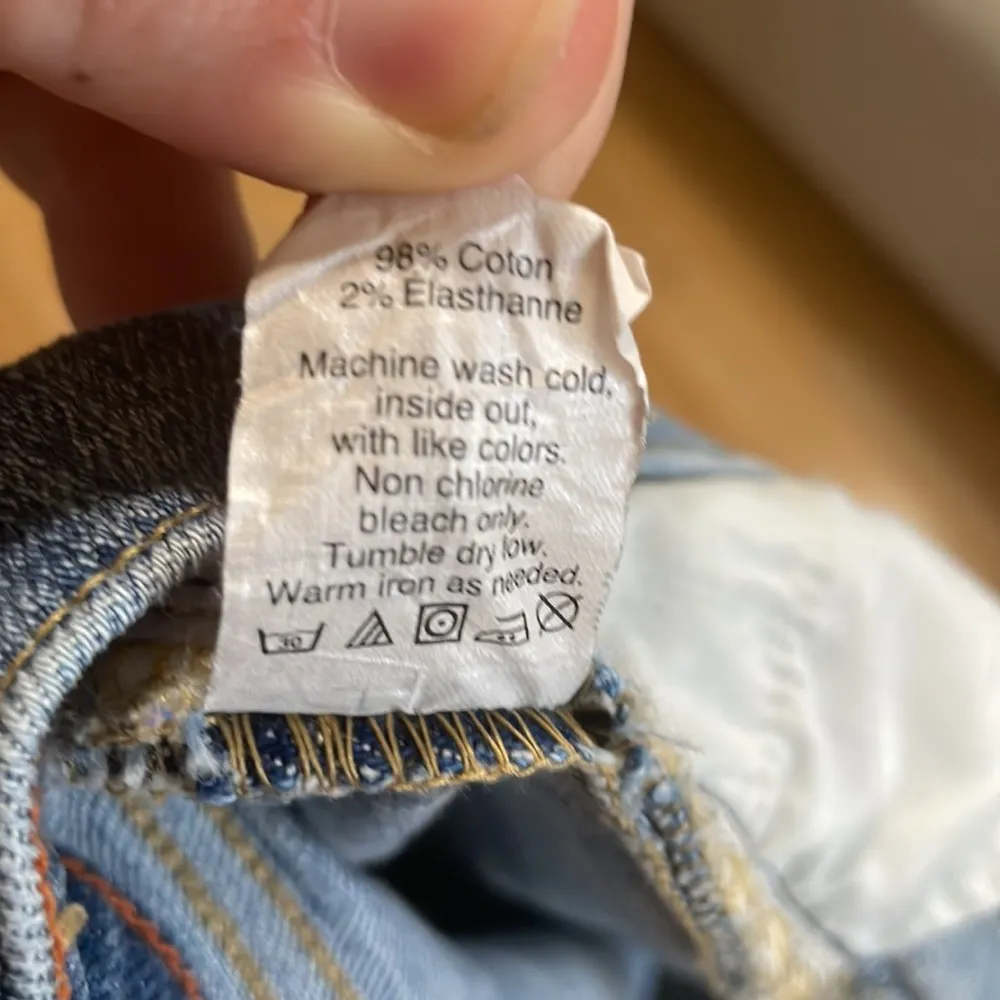 98% Coton
2% Elasthanne
Machine wash cold,
inside out,
with like colors.
Non chlorine
bleach only.
Tumble dry low.
Warm iron as needed.
30